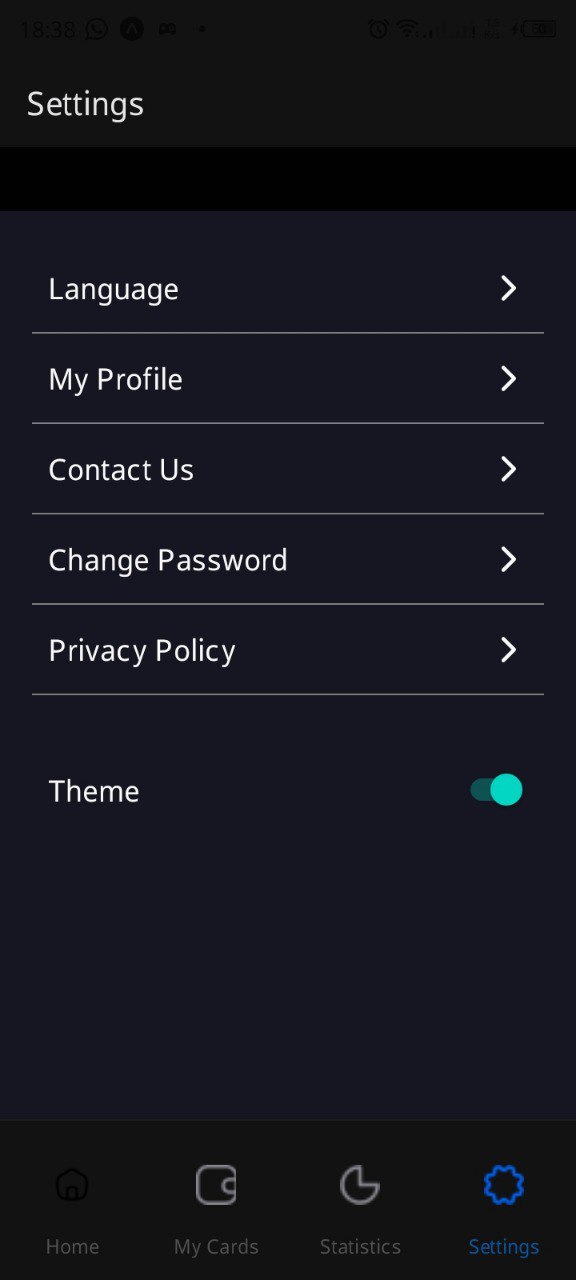 18:38
Settings
Language
My Profile
Contact Us
Change Password
Privacy Policy
Theme
Home
My Cards
Statistics
Settings